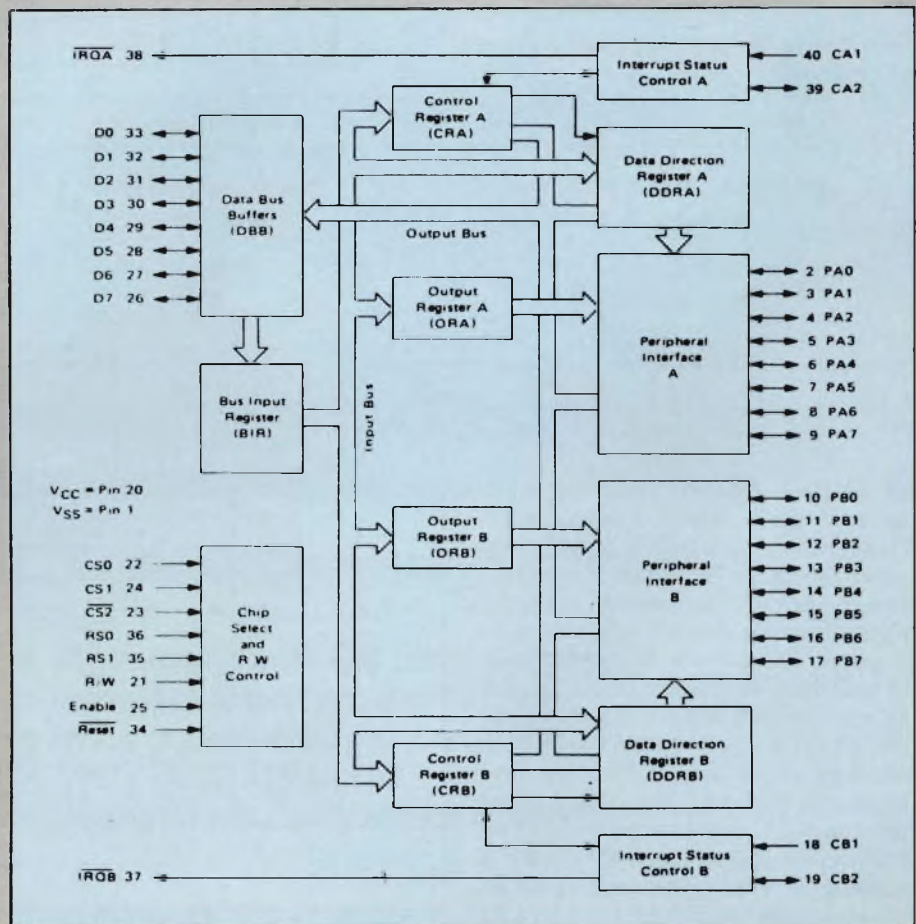 IRQA 38
Interrupt Status
Control A
40 CA1
39 CA2
Control
Register A
(CRA)
D0 33
D1 32
D2 31
D3 30
D4 29
D5 28
D6 27
D7 26
Data Bus
Buffers
(DBB)
Data Direction
Register A
(DDRA)
Output Bus
Output
Register A
(ORA)
Peripheral
Interface
A
2 PA0
3 PA1
4 PA2
5 PA3
6 PA4
7 PA5
8 PA6
9 PA7
Bus Input
Register
(BIR)
Input Bus
VCC = Pin 20
VSS = Pin 1
Output
Register B
(ORB)
Peripheral
Interface
B
10 PB0
11 PB1
12 PB2
13 PB3
14 PB4
15 PB5
16 PB6
17 PB7
CS0 22
CS1 24
CS2 23
RS0 36
RS1 35
R/W 21
Enable 25
Reset 34
Chip
Select
and
R W
Control
Control
Register B
(CRB)
Data Direction
Register B
(DDRB)
Interrupt Status
Control B
18 CB1
19 CB2
IRQB 37